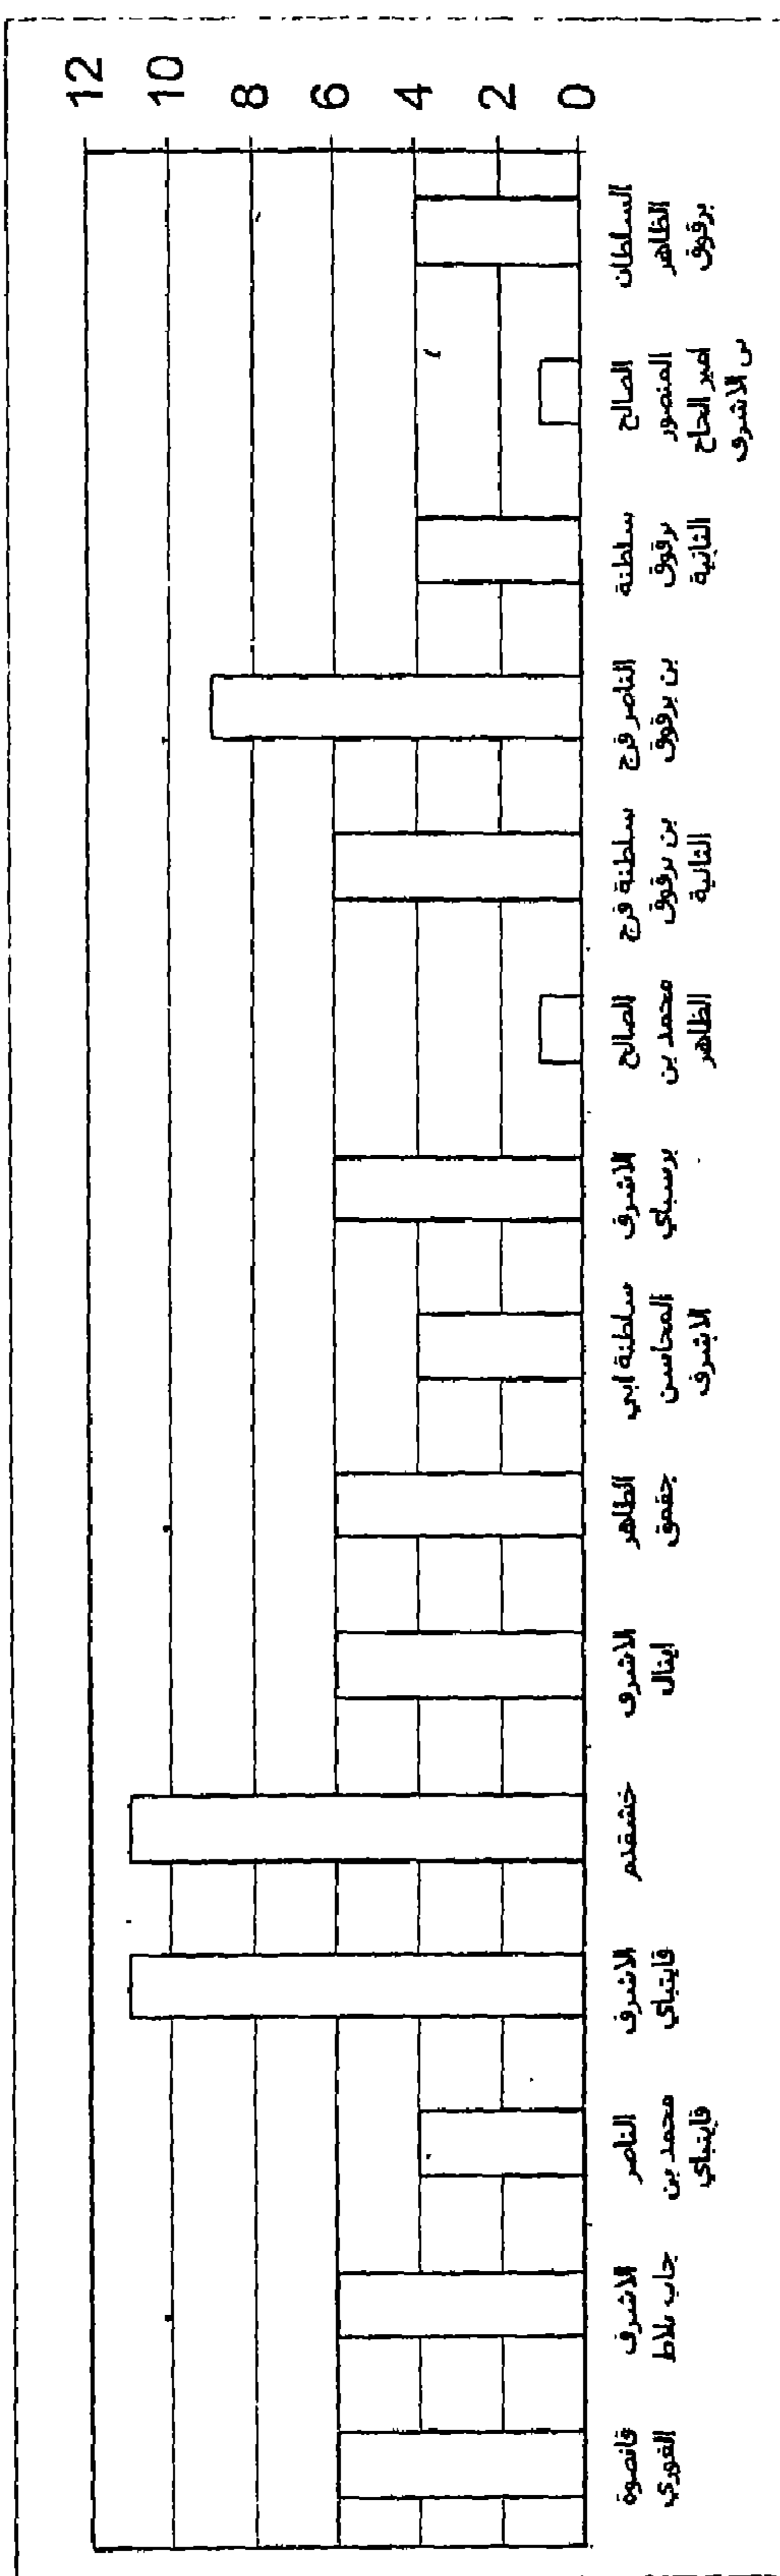 12
10
8
6
4
2
0
السلطان
الظاهر
برقوق
الصالح
المنصور
امير الحاج
بن الاشرف
سلطنة
برقوق
الثانية
الناصر فرج
بن برقوق
سلطنة فرج
بن برقوق
الثانية
الصالح
محمد بن
الظاهر
الاشرف
برسباي
سلطنة ابي
المحاسن
الاشرف
الظاهر
جقمق
الاشرف
اينال
خشقدم
الاشرف
قايتباي
الناصر
محمد بن
قايتباي
الاشرف
جاب بلاط
قانصوة
الغوري